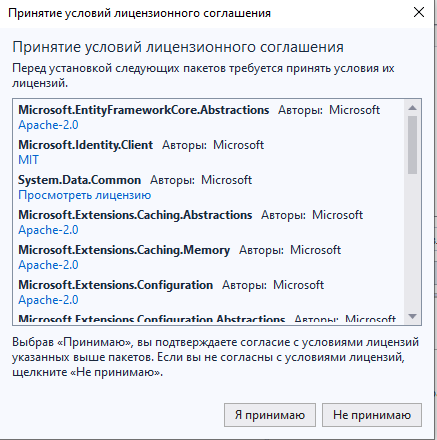 Принятие условий лицензионного соглашения
Принятие условий лицензионного соглашения
Перед установкой следующих пакетов требуется принять условия их
лицензий.
Microsoft.EntityFrameworkCore.Abstractions Авторы: Microsoft
Apache-2.0
Microsoft.Identity.Client Авторы: Microsoft
MIT
System.Data.Common Авторы: Microsoft
Просмотреть лицензию
Microsoft.Extensions.Caching.Abstractions Авторы: Microsoft
Apache-2.0
Microsoft.Extensions.Caching.Memory Авторы: Microsoft
Apache-2.0
Microsoft.Extensions.Configuration Авторы: Microsoft
Apache-2.0
Microsoft.Extensions.Configuration.Abstractions Авторы: Microsoft
Выбрав «Принимаю», вы подтверждаете согласие с условиями лицензий
указанных выше пакетов. Если вы не согласны с условиями лицензий,
щелкните «Не принимаю».
Я принимаю Не принимаю